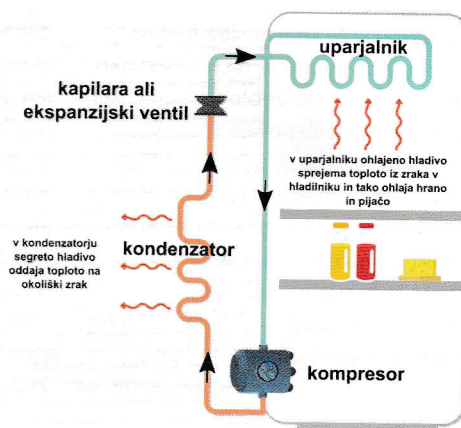 uparjalnik
kapilara ali
ekspanzijski ventil
v uparjalniku ohlajeno hladivo
sprejema toploto iz zraka v
hladilniku in tako ohlaja hrano
in pijačo
kondenzator
v kondenzatorju
segreto hladivo
oddaja toploto na
okoliški zrak
kompresor